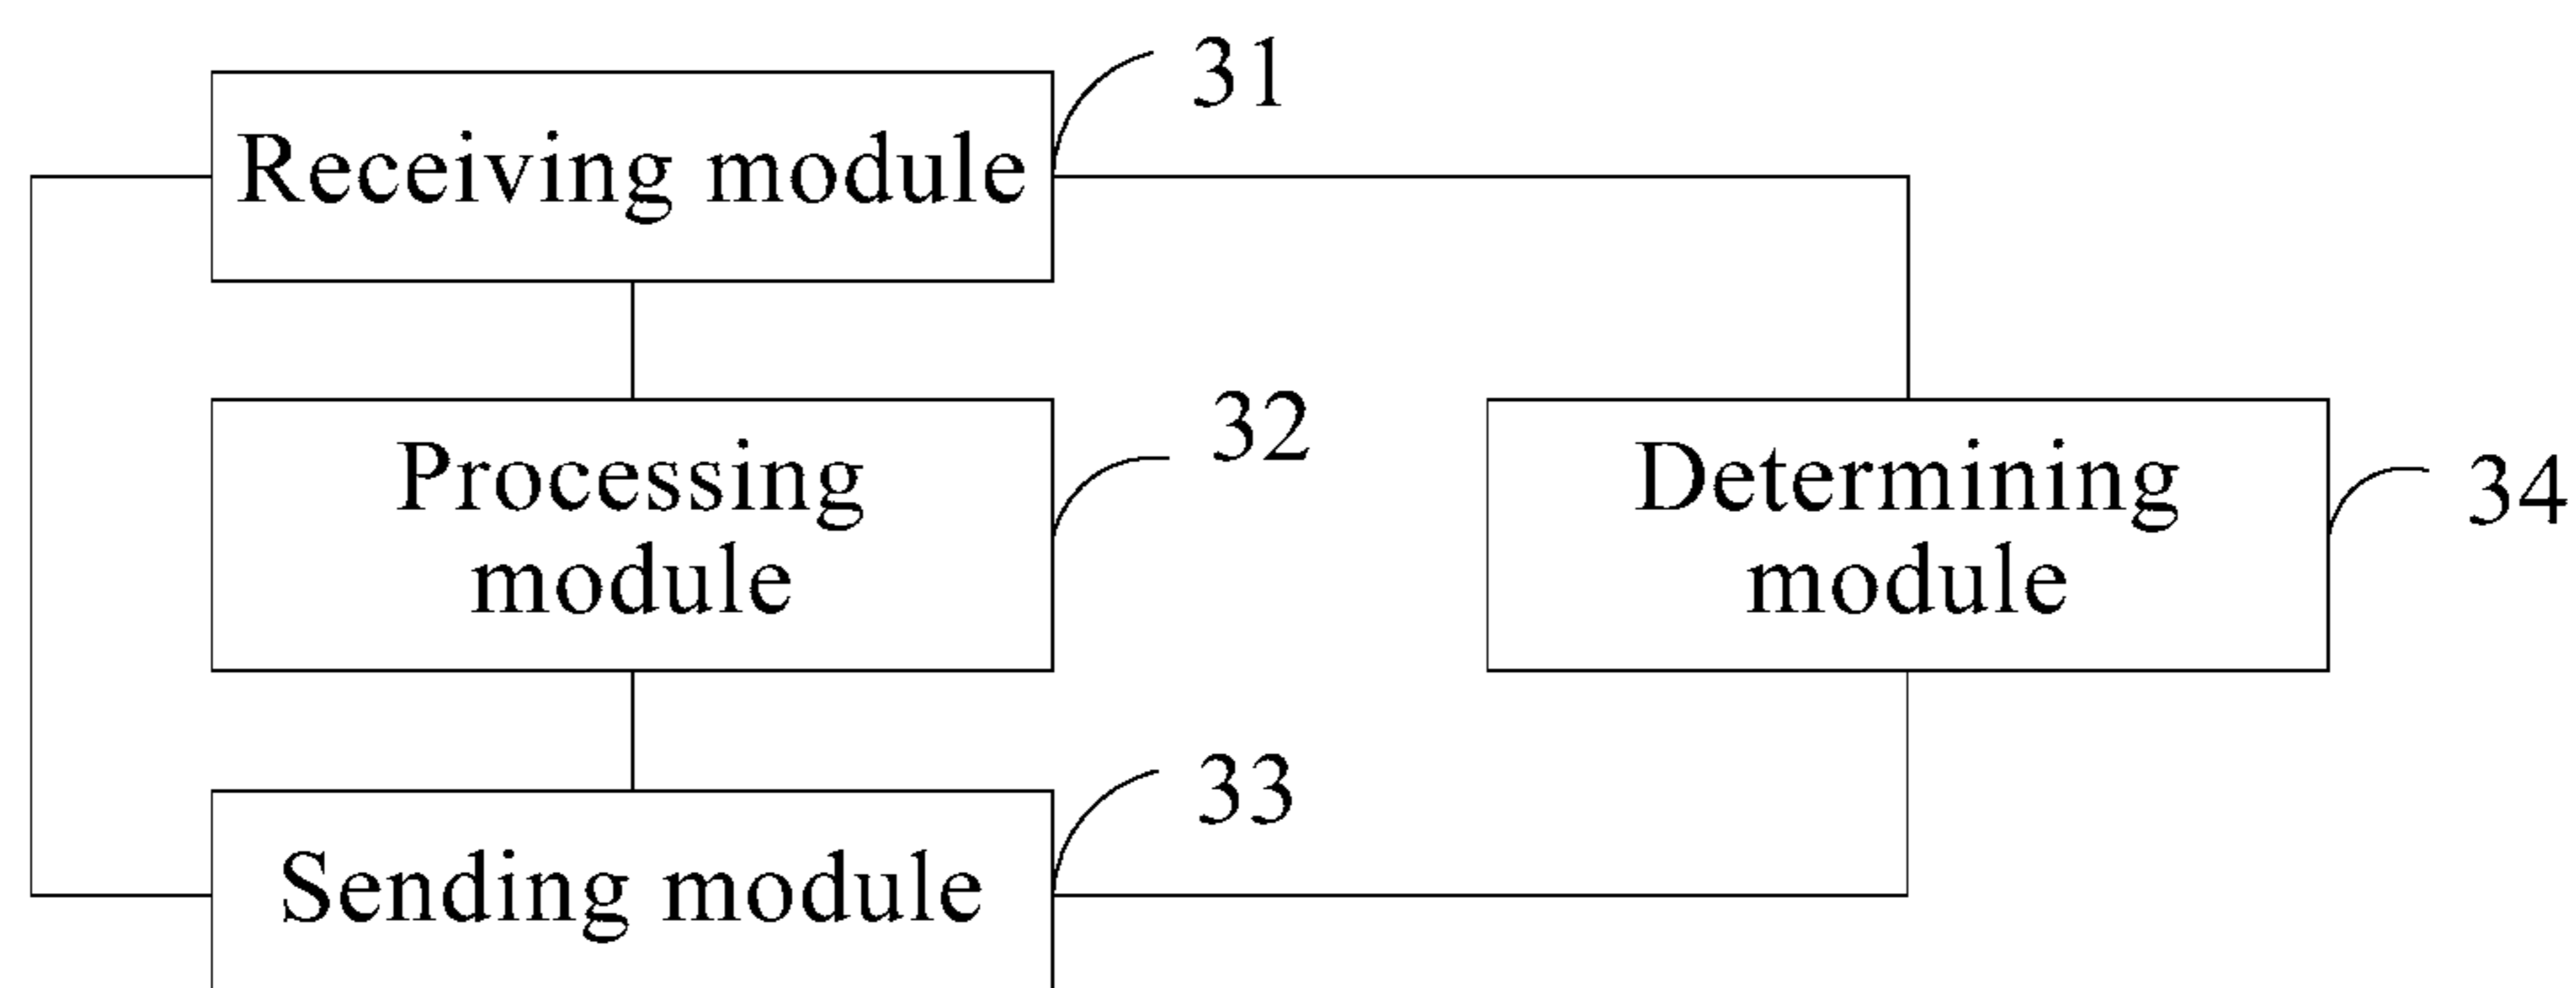 31
Receiving module
32
Processing
module
Determining
module
34
33
Sending module